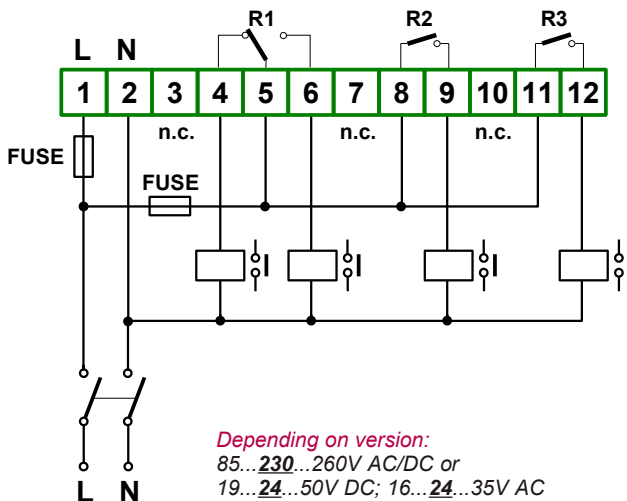 R1 R2 R3
L N
1 2 3 4 5 6 7 8 9 10 11 12
n.c. n.c. n.c.
FUSE
FUSE
I I I I
L N
Depending on version:
85...230...260V AC/DC or
19...24...50V DC; 16...24...35V AC